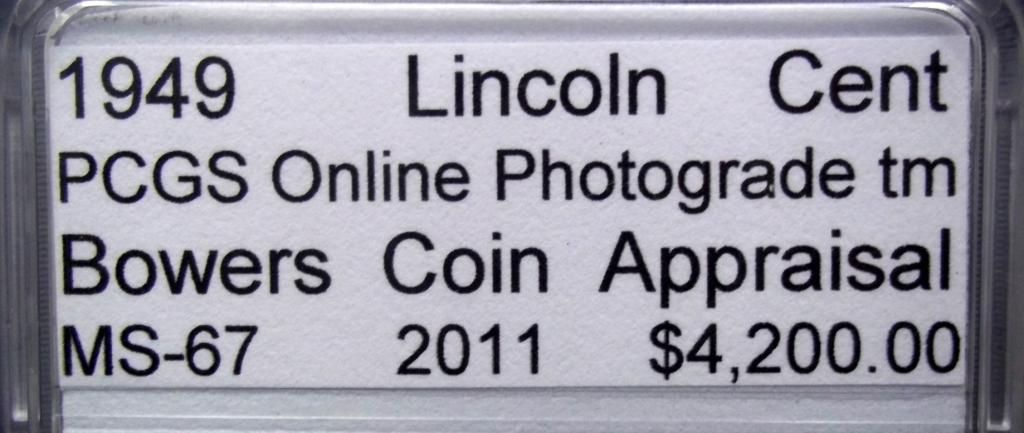 1949 Lincoln Cent
PCGS Online Photograde tm
Bowers Coin Appraisal
MS-67 2011 $4,200.00